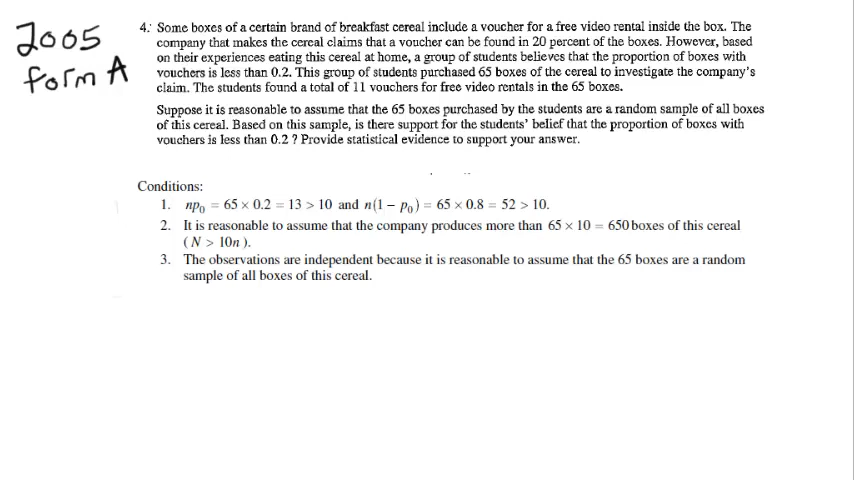 2005
form A
4. Some boxes of a certain brand of breakfast cereal include a voucher for a free video rental inside the box. The
company that makes the cereal claims that a voucher can be found in 20 percent of the boxes. However, based
on their experiences eating this cereal at home, a group of students believes that the proportion of boxes with
vouchers is less than 0.2. This group of students purchased 65 boxes of the cereal to investigate the company's
claim. The students found a total of 11 vouchers for free video rentals in the 65 boxes.
Suppose it is reasonable to assume that the 65 boxes purchased by the students are a random sample of all boxes
of this cereal. Based on this sample, is there support for the students' belief that the proportion of boxes with
vouchers is less than 0.2 ? Provide statistical evidence to support your answer.
Conditions:
1. np₀ = 65 × 0.2 = 13 > 10 and n(1 − p₀) = 65 × 0.8 = 52 > 10.
2. It is reasonable to assume that the company produces more than 65 × 10 = 650 boxes of this cereal
(N > 10n).
3. The observations are independent because it is reasonable to assume that the 65 boxes are a random
sample of all boxes of this cereal.